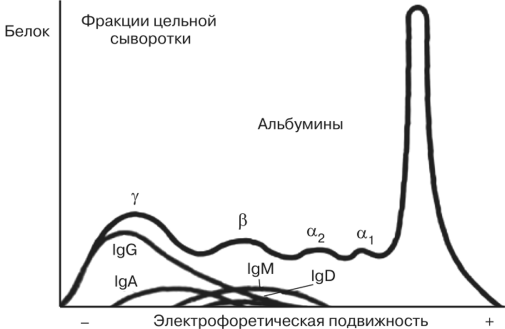 Фракции цельной
сыворотки
Белок
Альбумины
γ
β
α2
α1
IgG
IgA
IgM
IgD
– Электрофоретическая подвижность +